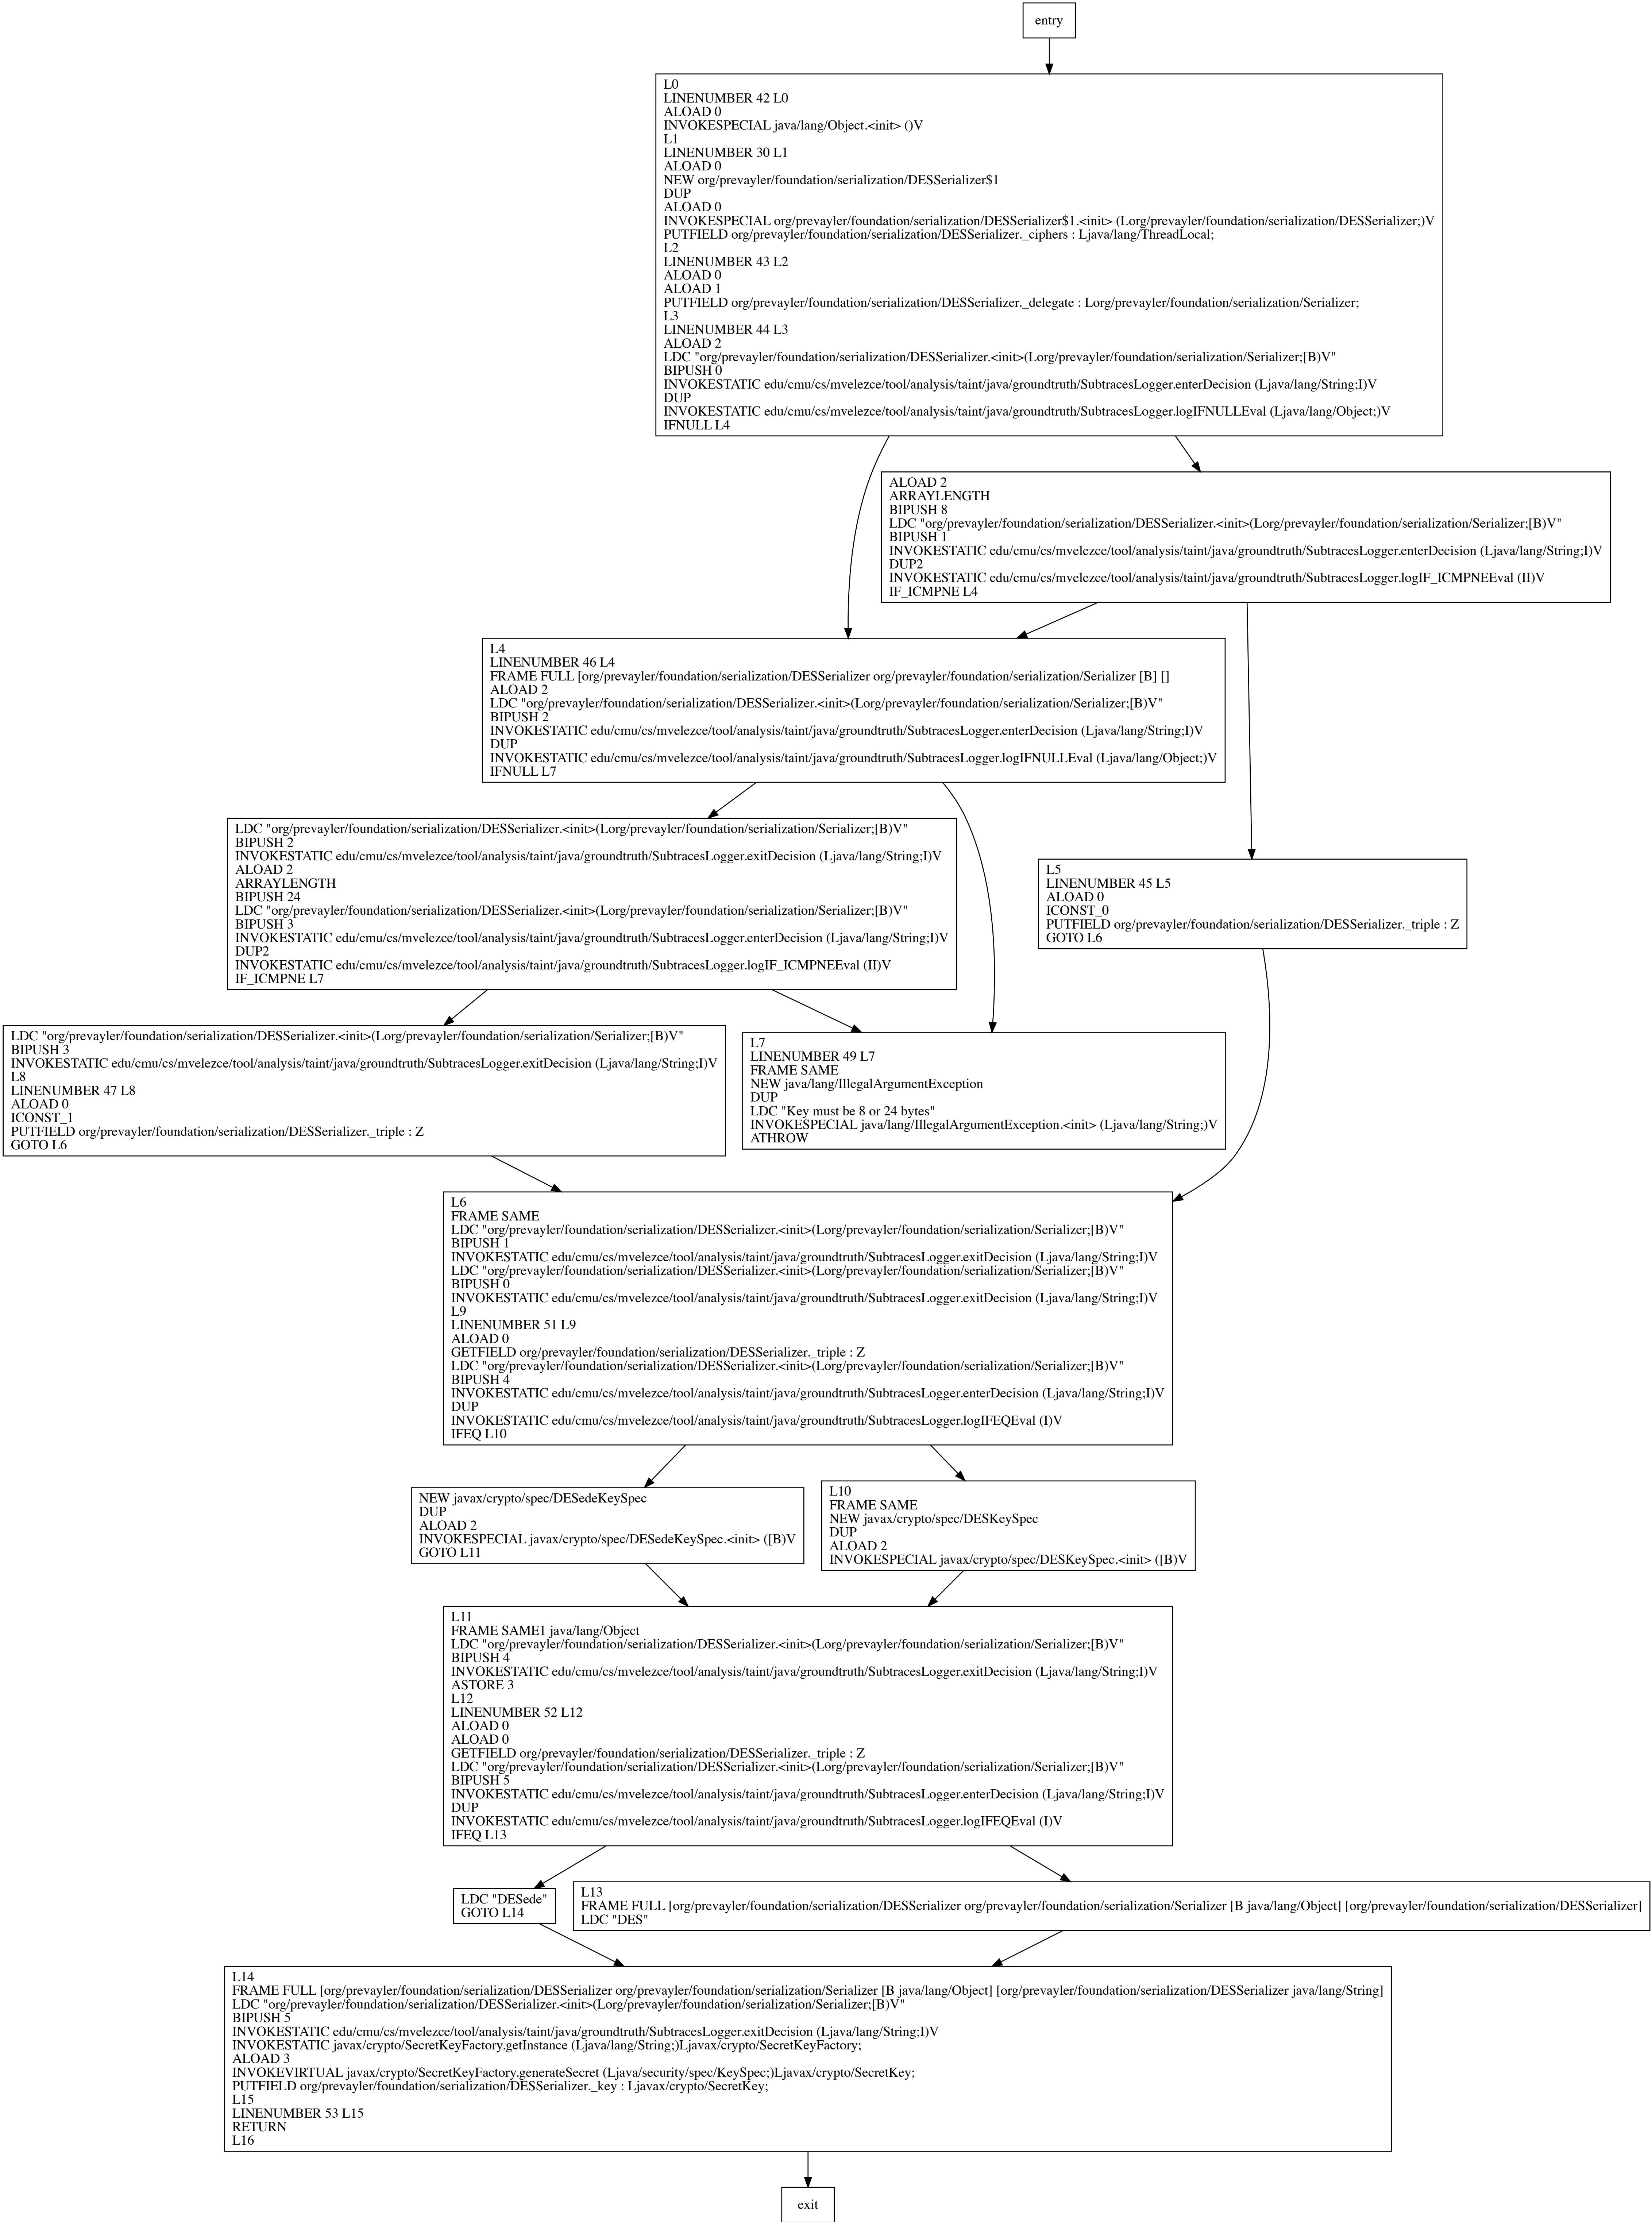 entry
L0
LINENUMBER 42 L0
ALOAD 0
INVOKESPECIAL java/lang/Object.<init> ()V
L1
LINENUMBER 30 L1
ALOAD 0
NEW org/prevayler/foundation/serialization/DESSerializer$1
DUP
ALOAD 0
INVOKESPECIAL org/prevayler/foundation/serialization/DESSerializer$1.<init> (Lorg/prevayler/foundation/serialization/DESSerializer;)V
PUTFIELD org/prevayler/foundation/serialization/DESSerializer._ciphers : Ljava/lang/ThreadLocal;
L2
LINENUMBER 43 L2
ALOAD 0
ALOAD 1
PUTFIELD org/prevayler/foundation/serialization/DESSerializer._delegate : Lorg/prevayler/foundation/serialization/Serializer;
L3
LINENUMBER 44 L3
ALOAD 2
LDC "org/prevayler/foundation/serialization/DESSerializer.<init>(Lorg/prevayler/foundation/serialization/Serializer;[B)V"
BIPUSH 0
INVOKESTATIC edu/cmu/cs/mvelezce/tool/analysis/taint/java/groundtruth/SubtracesLogger.enterDecision (Ljava/lang/String;I)V
DUP
INVOKESTATIC edu/cmu/cs/mvelezce/tool/analysis/taint/java/groundtruth/SubtracesLogger.logIFNULLEval (Ljava/lang/Object;)V
IFNULL L4
ALOAD 2
ARRAYLENGTH
BIPUSH 8
LDC "org/prevayler/foundation/serialization/DESSerializer.<init>(Lorg/prevayler/foundation/serialization/Serializer;[B)V"
BIPUSH 1
INVOKESTATIC edu/cmu/cs/mvelezce/tool/analysis/taint/java/groundtruth/SubtracesLogger.enterDecision (Ljava/lang/String;I)V
DUP2
INVOKESTATIC edu/cmu/cs/mvelezce/tool/analysis/taint/java/groundtruth/SubtracesLogger.logIF_ICMPNEEval (II)V
IF_ICMPNE L4
L4
LINENUMBER 46 L4
FRAME FULL [org/prevayler/foundation/serialization/DESSerializer org/prevayler/foundation/serialization/Serializer [B] []
ALOAD 2
LDC "org/prevayler/foundation/serialization/DESSerializer.<init>(Lorg/prevayler/foundation/serialization/Serializer;[B)V"
BIPUSH 2
INVOKESTATIC edu/cmu/cs/mvelezce/tool/analysis/taint/java/groundtruth/SubtracesLogger.enterDecision (Ljava/lang/String;I)V
DUP
INVOKESTATIC edu/cmu/cs/mvelezce/tool/analysis/taint/java/groundtruth/SubtracesLogger.logIFNULLEval (Ljava/lang/Object;)V
IFNULL L7
LDC "org/prevayler/foundation/serialization/DESSerializer.<init>(Lorg/prevayler/foundation/serialization/Serializer;[B)V"
BIPUSH 2
INVOKESTATIC edu/cmu/cs/mvelezce/tool/analysis/taint/java/groundtruth/SubtracesLogger.exitDecision (Ljava/lang/String;I)V
ALOAD 2
ARRAYLENGTH
BIPUSH 24
LDC "org/prevayler/foundation/serialization/DESSerializer.<init>(Lorg/prevayler/foundation/serialization/Serializer;[B)V"
BIPUSH 3
INVOKESTATIC edu/cmu/cs/mvelezce/tool/analysis/taint/java/groundtruth/SubtracesLogger.enterDecision (Ljava/lang/String;I)V
DUP2
INVOKESTATIC edu/cmu/cs/mvelezce/tool/analysis/taint/java/groundtruth/SubtracesLogger.logIF_ICMPNEEval (II)V
IF_ICMPNE L7
L5
LINENUMBER 45 L5
ALOAD 0
ICONST_0
PUTFIELD org/prevayler/foundation/serialization/DESSerializer._triple : Z
GOTO L6
LDC "org/prevayler/foundation/serialization/DESSerializer.<init>(Lorg/prevayler/foundation/serialization/Serializer;[B)V"
BIPUSH 3
INVOKESTATIC edu/cmu/cs/mvelezce/tool/analysis/taint/java/groundtruth/SubtracesLogger.exitDecision (Ljava/lang/String;I)V
L8
LINENUMBER 47 L8
ALOAD 0
ICONST_1
PUTFIELD org/prevayler/foundation/serialization/DESSerializer._triple : Z
GOTO L6
L7
LINENUMBER 49 L7
FRAME SAME
NEW java/lang/IllegalArgumentException
DUP
LDC "Key must be 8 or 24 bytes"
INVOKESPECIAL java/lang/IllegalArgumentException.<init> (Ljava/lang/String;)V
ATHROW
L6
FRAME SAME
LDC "org/prevayler/foundation/serialization/DESSerializer.<init>(Lorg/prevayler/foundation/serialization/Serializer;[B)V"
BIPUSH 1
INVOKESTATIC edu/cmu/cs/mvelezce/tool/analysis/taint/java/groundtruth/SubtracesLogger.exitDecision (Ljava/lang/String;I)V
LDC "org/prevayler/foundation/serialization/DESSerializer.<init>(Lorg/prevayler/foundation/serialization/Serializer;[B)V"
BIPUSH 0
INVOKESTATIC edu/cmu/cs/mvelezce/tool/analysis/taint/java/groundtruth/SubtracesLogger.exitDecision (Ljava/lang/String;I)V
L9
LINENUMBER 51 L9
ALOAD 0
GETFIELD org/prevayler/foundation/serialization/DESSerializer._triple : Z
LDC "org/prevayler/foundation/serialization/DESSerializer.<init>(Lorg/prevayler/foundation/serialization/Serializer;[B)V"
BIPUSH 4
INVOKESTATIC edu/cmu/cs/mvelezce/tool/analysis/taint/java/groundtruth/SubtracesLogger.enterDecision (Ljava/lang/String;I)V
DUP
INVOKESTATIC edu/cmu/cs/mvelezce/tool/analysis/taint/java/groundtruth/SubtracesLogger.logIFEQEval (I)V
IFEQ L10
NEW javax/crypto/spec/DESedeKeySpec
DUP
ALOAD 2
INVOKESPECIAL javax/crypto/spec/DESedeKeySpec.<init> ([B)V
GOTO L11
L10
FRAME SAME
NEW javax/crypto/spec/DESKeySpec
DUP
ALOAD 2
INVOKESPECIAL javax/crypto/spec/DESKeySpec.<init> ([B)V
L11
FRAME SAME1 java/lang/Object
LDC "org/prevayler/foundation/serialization/DESSerializer.<init>(Lorg/prevayler/foundation/serialization/Serializer;[B)V"
BIPUSH 4
INVOKESTATIC edu/cmu/cs/mvelezce/tool/analysis/taint/java/groundtruth/SubtracesLogger.exitDecision (Ljava/lang/String;I)V
ASTORE 3
L12
LINENUMBER 52 L12
ALOAD 0
ALOAD 0
GETFIELD org/prevayler/foundation/serialization/DESSerializer._triple : Z
LDC "org/prevayler/foundation/serialization/DESSerializer.<init>(Lorg/prevayler/foundation/serialization/Serializer;[B)V"
BIPUSH 5
INVOKESTATIC edu/cmu/cs/mvelezce/tool/analysis/taint/java/groundtruth/SubtracesLogger.enterDecision (Ljava/lang/String;I)V
DUP
INVOKESTATIC edu/cmu/cs/mvelezce/tool/analysis/taint/java/groundtruth/SubtracesLogger.logIFEQEval (I)V
IFEQ L13
LDC "DESede"
GOTO L14
L13
FRAME FULL [org/prevayler/foundation/serialization/DESSerializer org/prevayler/foundation/serialization/Serializer [B java/lang/Object] [org/prevayler/foundation/serialization/DESSerializer]
LDC "DES"
L14
FRAME FULL [org/prevayler/foundation/serialization/DESSerializer org/prevayler/foundation/serialization/Serializer [B java/lang/Object] [org/prevayler/foundation/serialization/DESSerializer java/lang/String]
LDC "org/prevayler/foundation/serialization/DESSerializer.<init>(Lorg/prevayler/foundation/serialization/Serializer;[B)V"
BIPUSH 5
INVOKESTATIC edu/cmu/cs/mvelezce/tool/analysis/taint/java/groundtruth/SubtracesLogger.exitDecision (Ljava/lang/String;I)V
INVOKESTATIC javax/crypto/SecretKeyFactory.getInstance (Ljava/lang/String;)Ljavax/crypto/SecretKeyFactory;
ALOAD 3
INVOKEVIRTUAL javax/crypto/SecretKeyFactory.generateSecret (Ljava/security/spec/KeySpec;)Ljavax/crypto/SecretKey;
PUTFIELD org/prevayler/foundation/serialization/DESSerializer._key : Ljavax/crypto/SecretKey;
L15
LINENUMBER 53 L15
RETURN
L16
exit